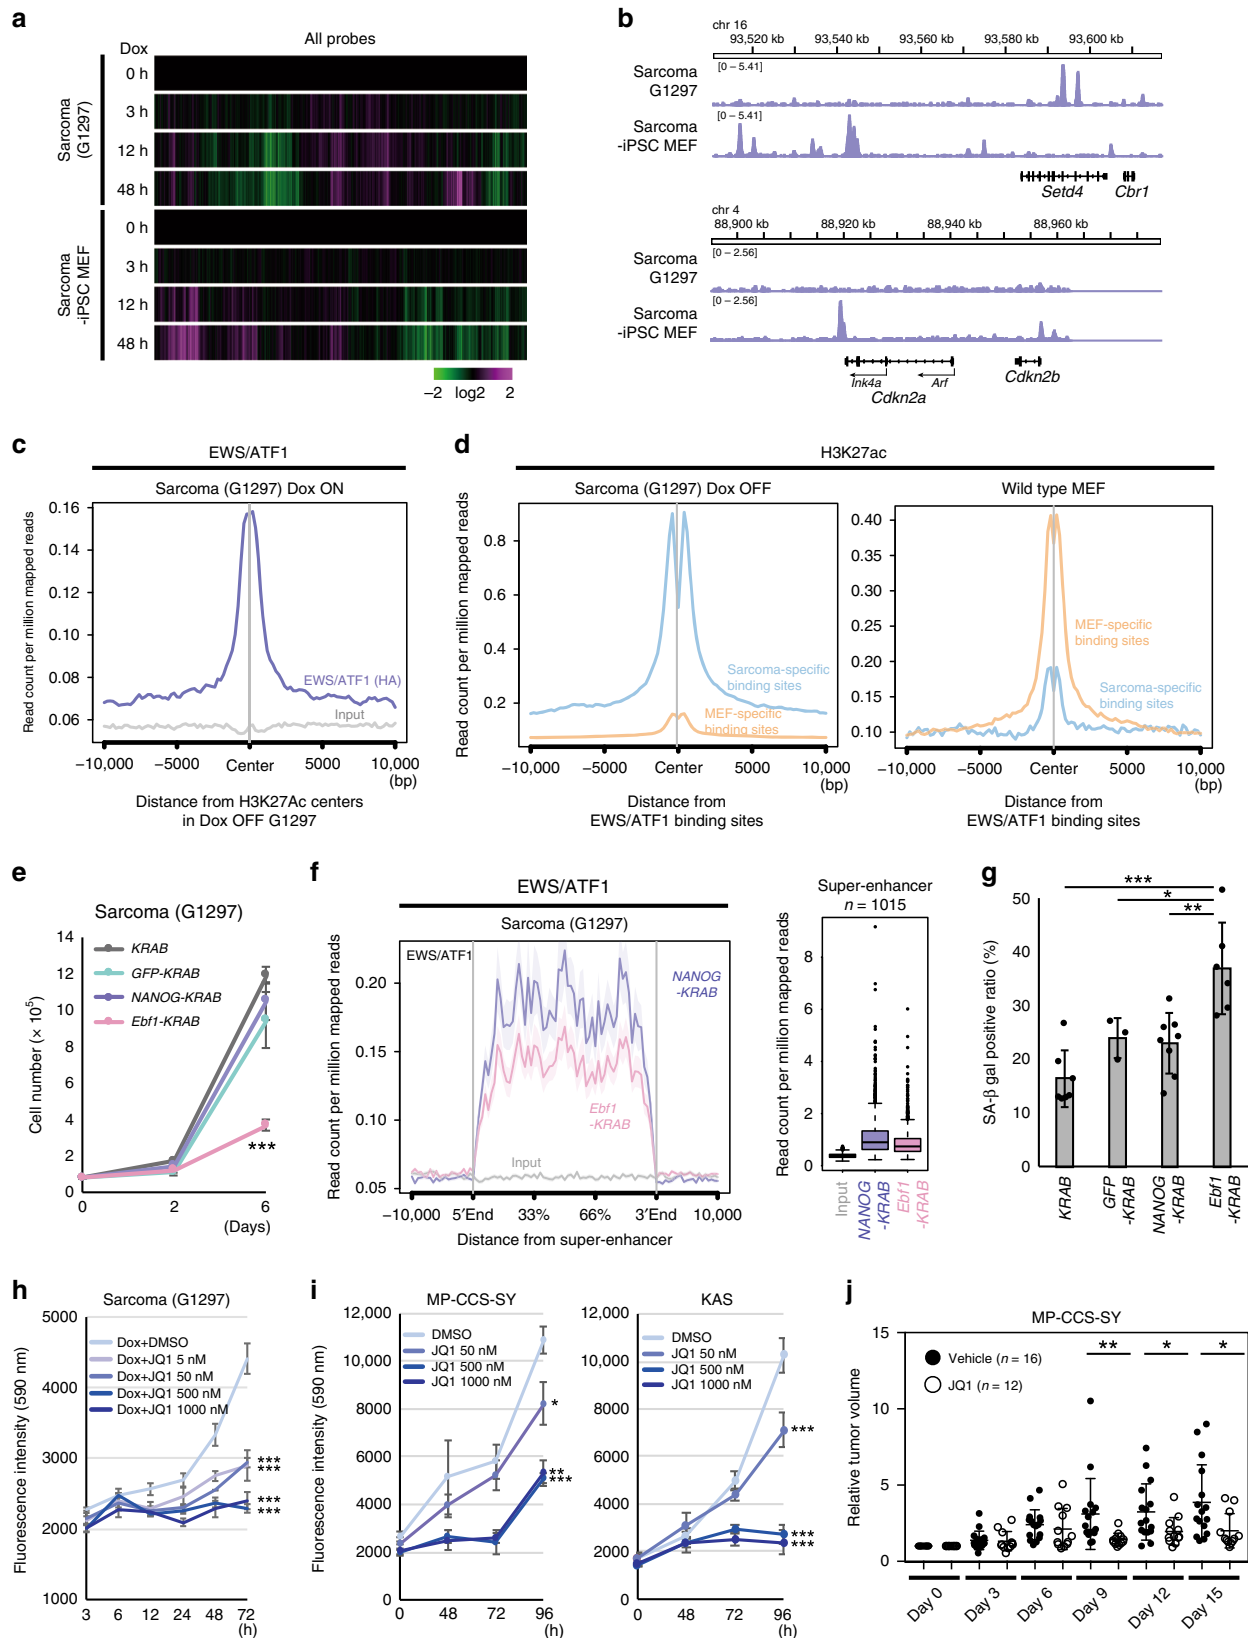 a
All probes
Dox
Sarcoma
(G1297)
0 h
3 h
12 h
48 h
Sarcoma
-iPSC MEF
0 h
3 h
12 h
48 h
−2 log2 2
b
chr 16
93,520 kb 93,540 kb 93,560 kb 93,580 kb 93,600 kb
Sarcoma
G1297
[0 – 5.41]
Sarcoma
-iPSC MEF
[0 – 5.41]
Setd4 Cbr1
chr 4
88,900 kb 88,920 kb 88,940 kb 88,960 kb
Sarcoma
G1297
[0 – 2.56]
Sarcoma
-iPSC MEF
[0 – 2.56]
Ink4a Arf
Cdkn2a
Cdkn2b
c
EWS/ATF1
Sarcoma (G1297) Dox ON
Read count per million mapped reads
0.16
0.14
0.12
0.10
0.08
0.06
EWS/ATF1 (HA)
Input
−10,000 −5000 Center 5000 10,000
(bp)
Distance from H3K27Ac centers
in Dox OFF G1297
d
H3K27ac
Sarcoma (G1297) Dox OFF
Read count per million mapped reads
0.8
0.6
0.4
0.2
Sarcoma-specific
binding sites
MEF-specific
binding sites
−10,000 −5000 Center 5000 10,000
(bp)
Distance from
EWS/ATF1 binding sites
Wild type MEF
0.40
0.35
0.30
0.25
0.20
0.15
0.10
MEF-specific
binding sites
Sarcoma-specific
binding sites
−10,000 −5000 Center 5000 10,000
(bp)
Distance from
EWS/ATF1 binding sites
e
Sarcoma (G1297)
Cell number (× 10⁵)
14
12
10
8
6
4
2
0
KRAB
GFP-KRAB
NANOG-KRAB
Ebf1-KRAB
***
0 2 6
(Days)
f
EWS/ATF1
Sarcoma (G1297)
Read count per million mapped reads
EWS/ATF1
0.20
0.15
0.10
0.05
NANOG
-KRAB
Ebf1
-KRAB
Input
−10,000 5′End 33% 66% 3′End 10,000
Distance from super-enhancer
Super-enhancer
n = 1015
Read count per million mapped reads
8
6
4
2
0
Input
NANOG
-KRAB
Ebf1
-KRAB
g
SA-β gal positive ratio (%)
50
40
30
20
10
0
***
*
**
KRAB
GFP
-KRAB
NANOG
-KRAB
Ebf1
-KRAB
h
Sarcoma (G1297)
Fluorescence intensity (590 nm)
5000
4000
3000
2000
1000
Dox+DMSO
Dox+JQ1 5 nM
Dox+JQ1 50 nM
Dox+JQ1 500 nM
Dox+JQ1 1000 nM
***
***
***
***
3 6 12 24 48 72
(h)
i
MP-CCS-SY
Fluorescence intensity (590 nm)
12,000
10,000
8000
6000
4000
2000
0
DMSO
JQ1 50 nM
JQ1 500 nM
JQ1 1000 nM
*
**
***
0 48 72 96
(h)
KAS
12,000
10,000
8000
6000
4000
2000
0
DMSO
JQ1 50 nM
JQ1 500 nM
JQ1 1000 nM
***
***
***
0 48 72 96
(h)
j
MP-CCS-SY
Relative tumor volume
15
10
5
0
Vehicle (n = 16)
JQ1 (n = 12)
** * *
Day 0
Day 3
Day 6
Day 9
Day 12
Day 15